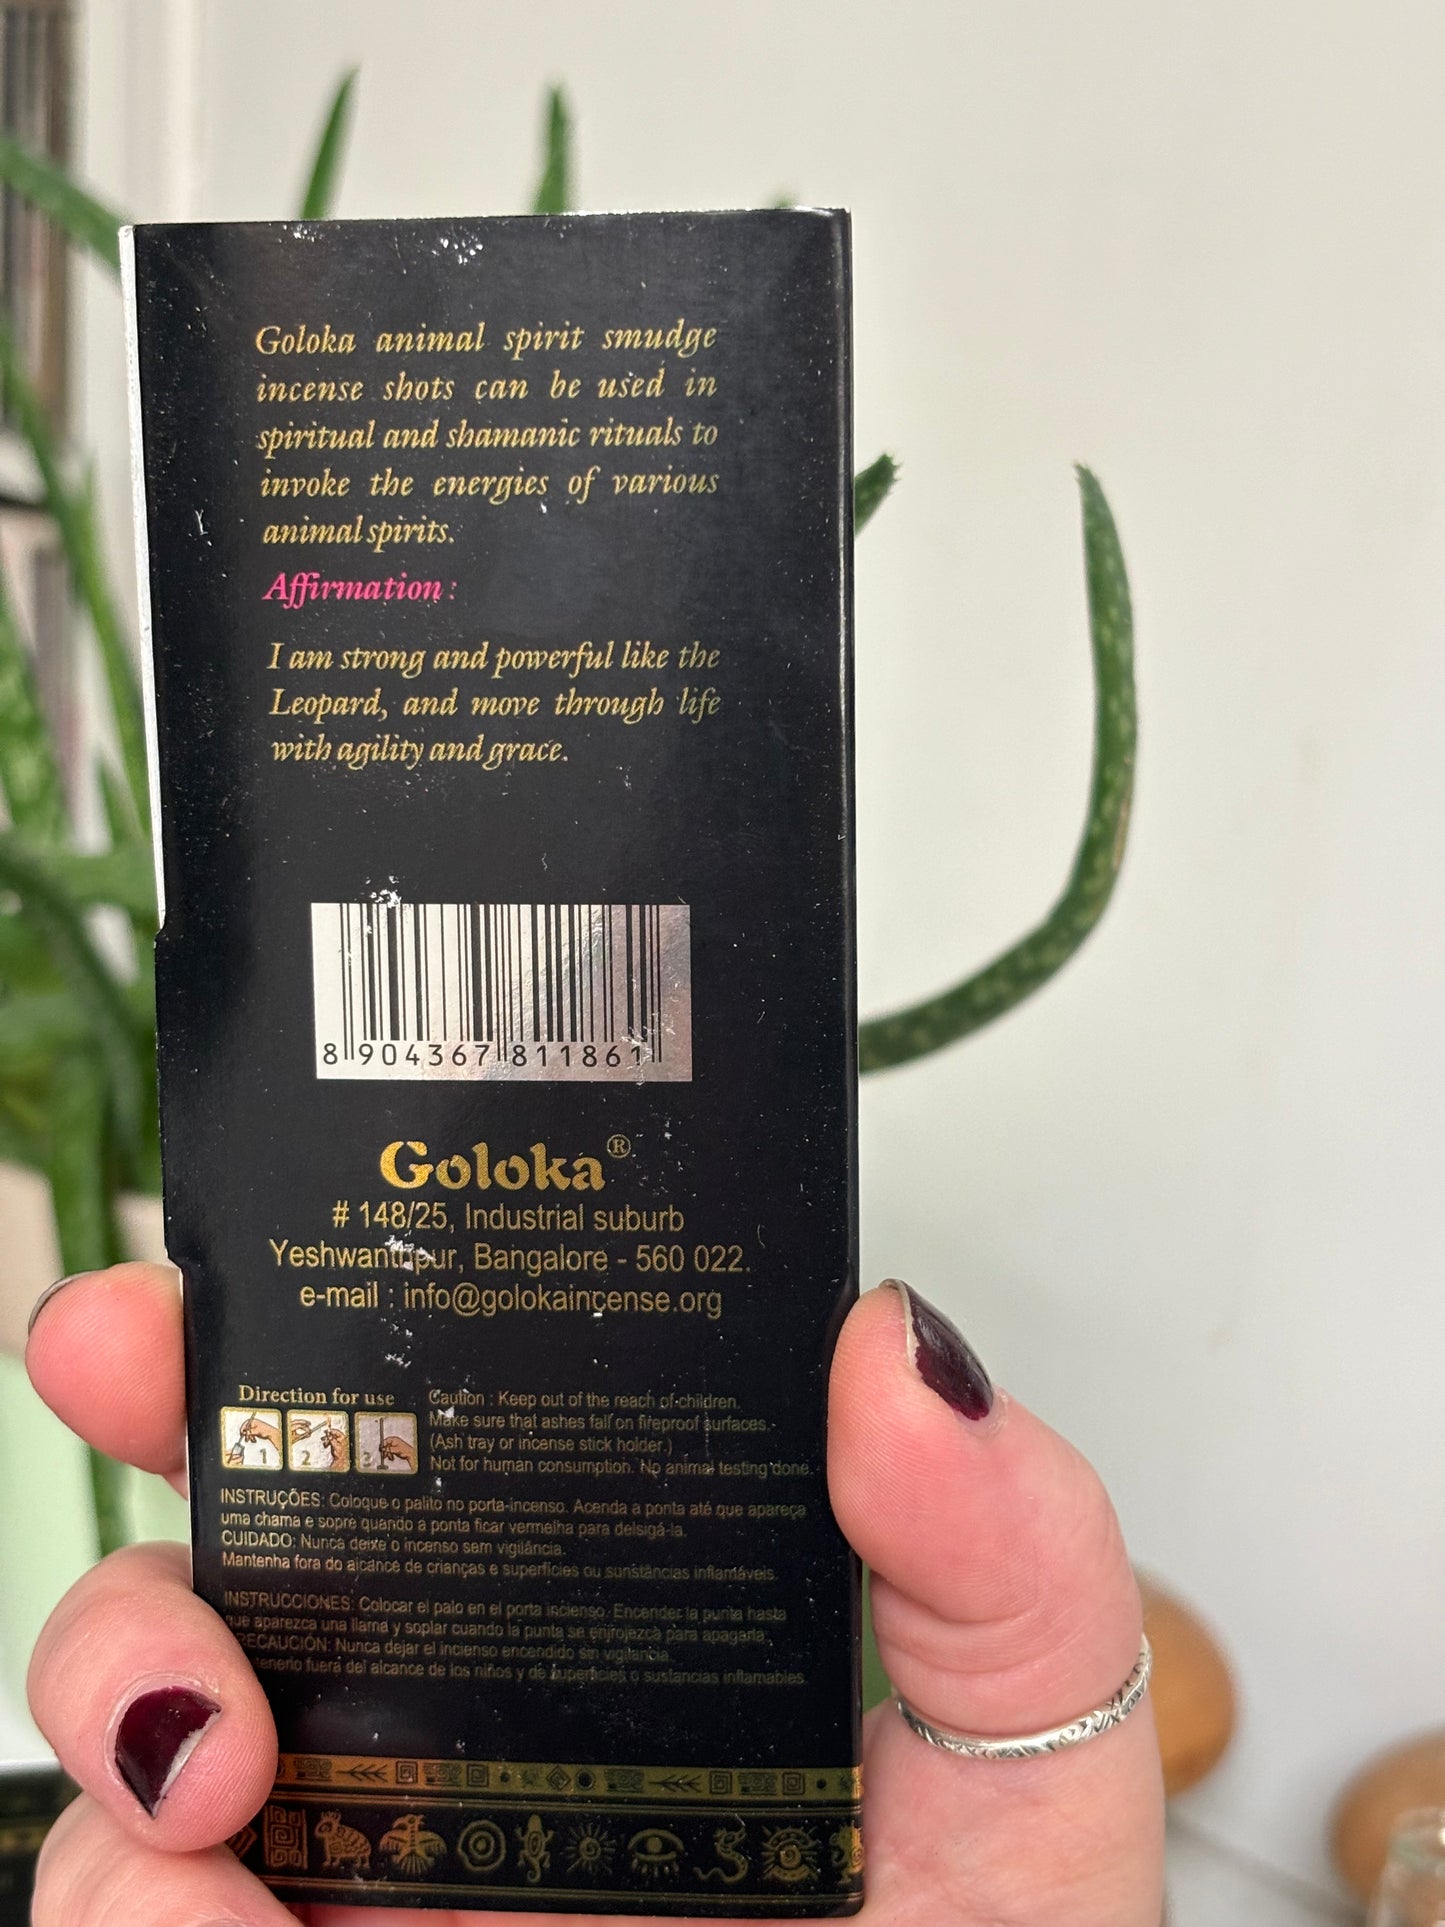 Goloka animal spirit smudge
incense shots can be used in
spiritual and shamanic rituals to
invoke the energies of various
animal spirits.
Affirmation :
I am strong and powerful like the
Leopard, and move through life
with agility and grace.
8 904367 811861
Goloka®
# 148/25, Industrial suburb
Yeshwanthpur, Bangalore - 560 022.
e-mail : info@golokaincense.org
Direction for use
1 2 3
Caution : Keep out of the reach of children.
Make sure that ashes fall on fireproof surfaces.
(Ash tray or incense stick holder.)
Not for human consumption. No animal testing done.
INSTRUÇÕES: Coloque o palito no porta-incenso. Acenda a ponta até que apareça
uma chama e sopre quando a ponta ficar vermelha para
CUIDADO: Nunca deixe o incenso sem vigilância.
Mantenha fora do alcance de crianças e superfícies ou inflamáveis.
INSTRUCCIONES: Colocar el palo en el porta incienso. Encender la punta hasta
que aparezca una llama y soplar cuando la punta se para apagarla.
Nunca dejar el incienso encendido sin vigilancia.
fuera del alcance de los niños y de superficies o sustancias inflamables.